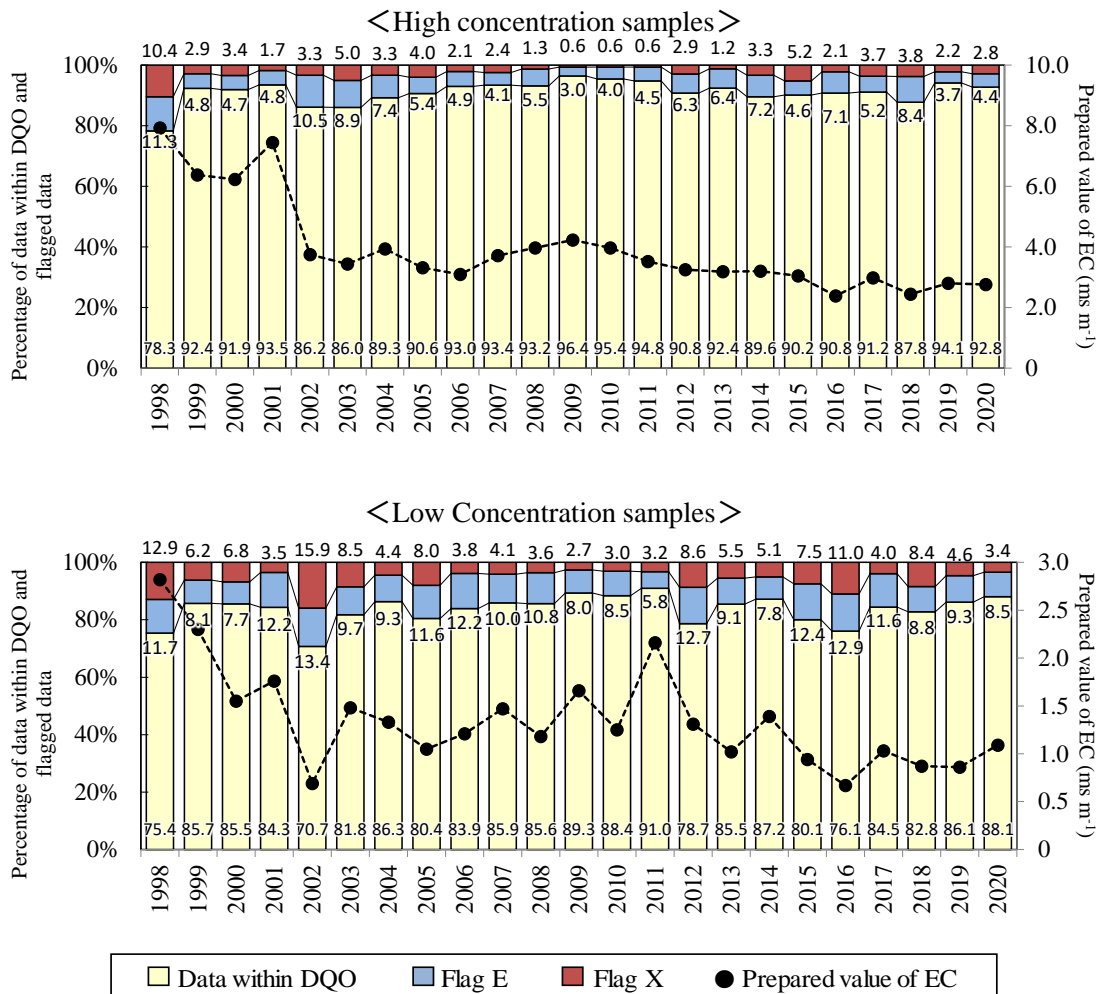 <High concentration samples>
10.4 2.9 3.4 1.7 3.3 5.0 3.3 4.0 2.1 2.4 1.3 0.6 0.6 0.6 2.9 1.2 3.3 5.2 2.1 3.7 3.8 2.2 2.8
100% 80% 60% 40% 20% 0%
Percentage of data within DQO and
flagged data
11.3 4.8 4.7 4.8 10.5 8.9 7.4 5.4 4.9 4.1 5.5 3.0 4.0 4.5 6.3 6.4 7.2 4.6 7.1 5.2 8.4 3.7 4.4
78.3 92.4 91.9 93.5 86.2 86.0 89.3 90.6 93.0 93.4 93.2 96.4 95.4 94.8 90.8 92.4 89.6 90.2 90.8 91.2 87.8 94.1 92.8
10.0 8.0 6.0 4.0 2.0 0
Prepared value of EC (ms m-1)
1998 1999 2000 2001 2002 2003 2004 2005 2006 2007 2008 2009 2010 2011 2012 2013 2014 2015 2016 2017 2018 2019 2020
<Low Concentration samples>
12.9 6.2 6.8 3.5 15.9 8.5 4.4 8.0 3.8 4.1 3.6 2.7 3.0 3.2 8.6 5.5 5.1 7.5 11.0 4.0 8.4 4.6 3.4
100% 80% 60% 40% 20% 0%
Percentage of data within DQO and
flagged data
11.7 8.1 7.7 12.2 13.4 9.7 9.3 11.6 12.2 10.0 10.8 8.0 8.5 5.8 12.7 9.1 7.8 12.4 12.9 11.6 8.8 9.3 8.5
75.4 85.7 85.5 84.3 70.7 81.8 86.3 80.4 83.9 85.9 85.6 89.3 88.4 91.0 78.7 85.5 87.2 80.1 76.1 84.5 82.8 86.1 88.1
3.0 2.5 2.0 1.5 1.0 0.5 0
Prepared value of EC (ms m-1)
1998 1999 2000 2001 2002 2003 2004 2005 2006 2007 2008 2009 2010 2011 2012 2013 2014 2015 2016 2017 2018 2019 2020
Data within DQO Flag E Flag X Prepared value of EC